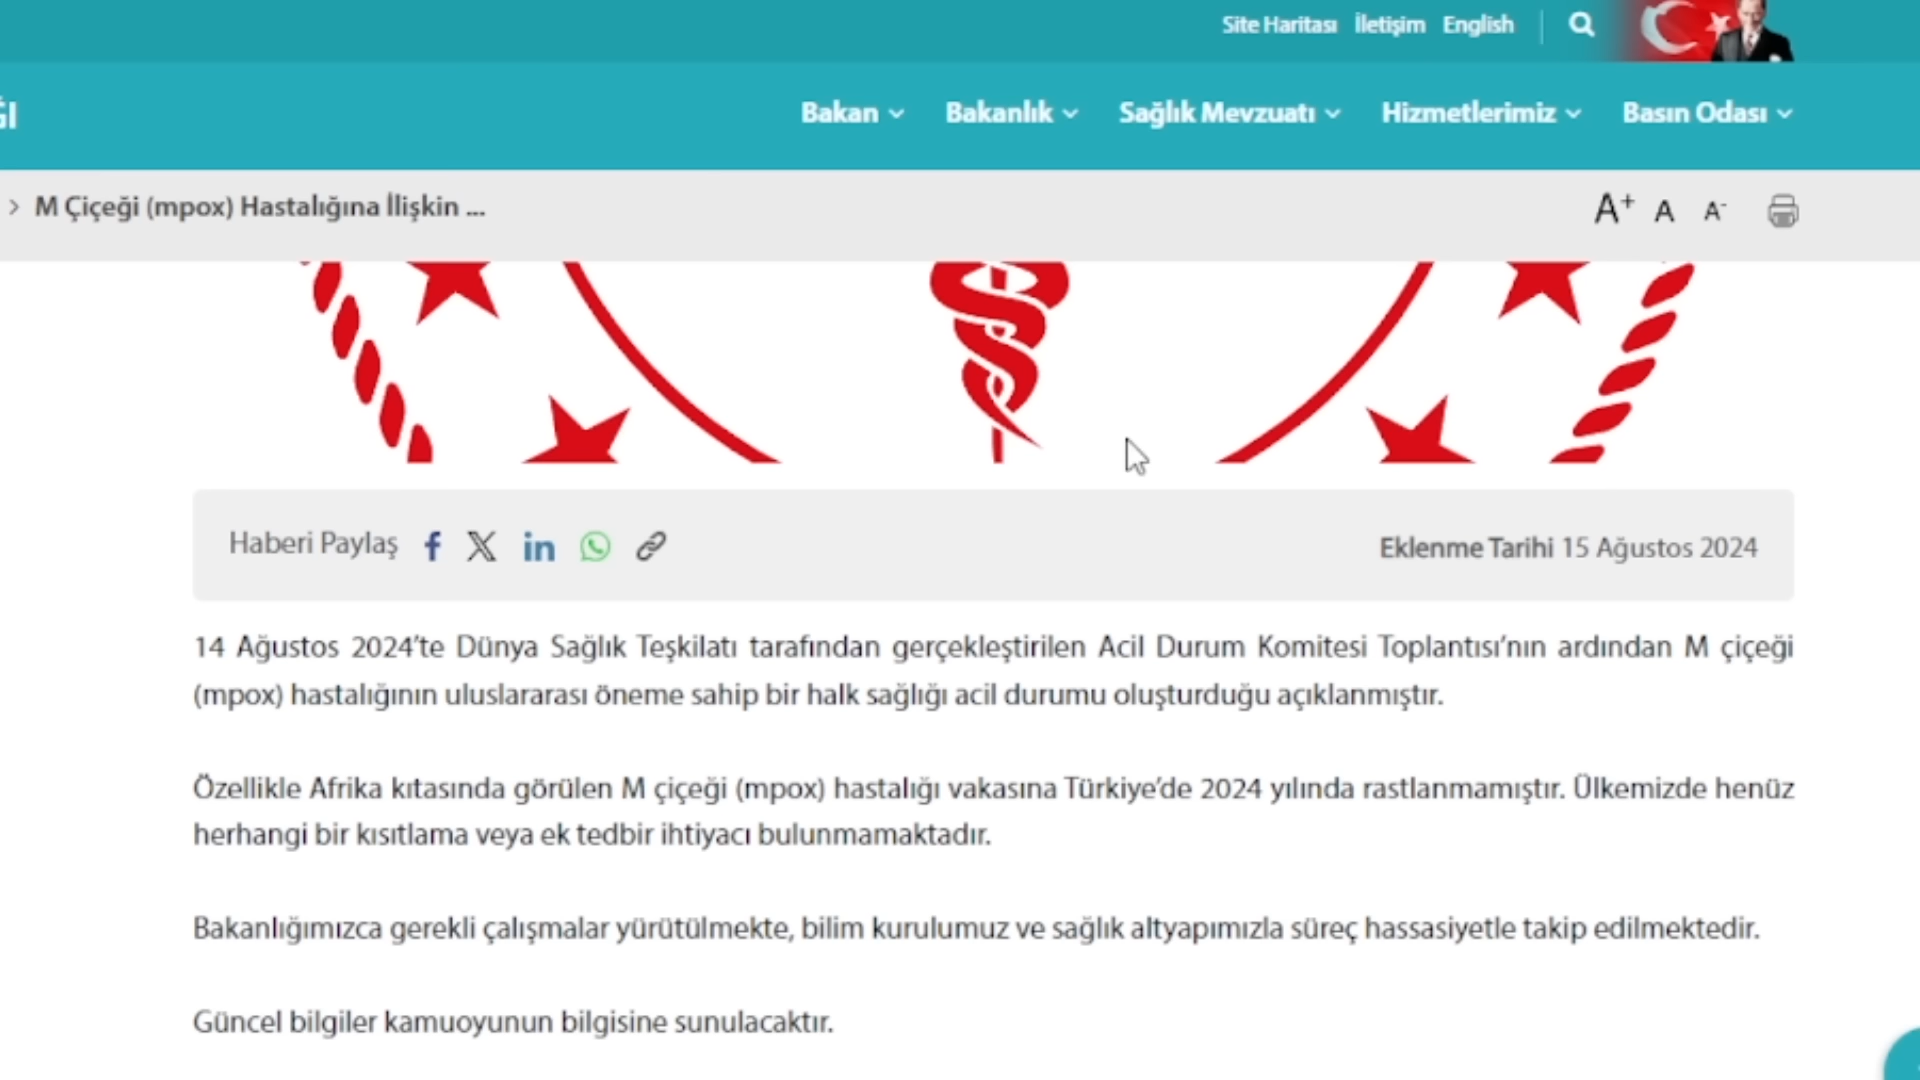 Site Haritası İletişim English
ĞI
Bakan Bakanlık Sağlık Mevzuatı Hizmetlerimiz Basın Odası
> M Çiçeği (mpox) Hastalığına İlişkin ...
A+ A A-
Haberi Paylaş
Eklenme Tarihi 15 Ağustos 2024
14 Ağustos 2024’te Dünya Sağlık Teşkilatı tarafından gerçekleştirilen Acil Durum Komitesi Toplantısı’nın ardından M çiçeği
(mpox) hastalığının uluslararası öneme sahip bir halk sağlığı acil durumu oluşturduğu açıklanmıştır.
Özellikle Afrika kıtasında görülen M çiçeği (mpox) hastalığı vakasına Türkiye’de 2024 yılında rastlanmamıştır. Ülkemizde henüz
herhangi bir kısıtlama veya ek tedbir ihtiyacı bulunmamaktadır.
Bakanlığımızca gerekli çalışmalar yürütülmekte, bilim kurulumuz ve sağlık altyapımızla süreç hassasiyetle takip edilmektedir.
Güncel bilgiler kamuoyunun bilgisine sunulacaktır.